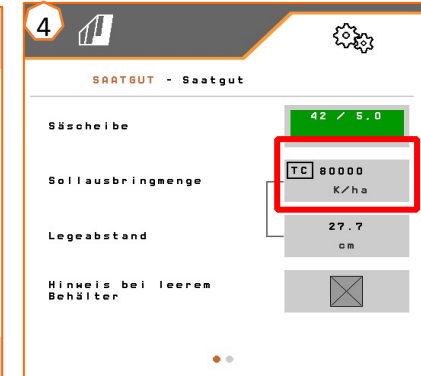 4
SAATGUT - Saatgut
Säscheibe
42 / 5.0
Sollausbringmenge
TC 80000
K/ha
Legeabstand
27.7
cm
Hinweis bei leerem
Behälter